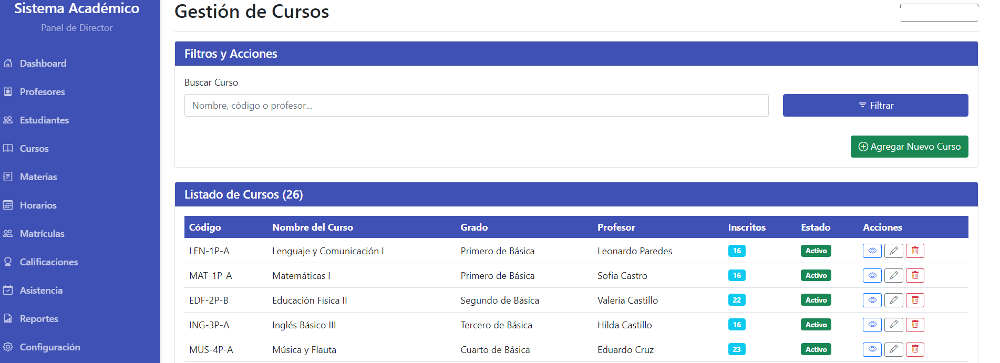 Sistema Académico
Panel de Director
Dashboard
Profesores
Estudiantes
Cursos
Materias
Horarios
Matrículas
Calificaciones
Asistencia
Reportes
Configuración
Gestión de Cursos
Filtros y Acciones
Buscar Curso
Nombre, código o profesor...
Filtrar
Agregar Nuevo Curso
Listado de Cursos (26)
Código Nombre del Curso Grado Profesor Inscritos Estado Acciones
LEN-1P-A Lenguaje y Comunicación I Primero de Básica Leonardo Paredes 16 Activo
MAT-1P-A Matemáticas I Primero de Básica Sofia Castro 16 Activo
EDF-2P-B Educación Física II Segundo de Básica Valeria Castillo 22 Activo
ING-3P-A Inglés Básico III Tercero de Básica Hilda Castillo 16 Activo
MUS-4P-A Música y Flauta Cuarto de Básica Eduardo Cruz 23 Activo